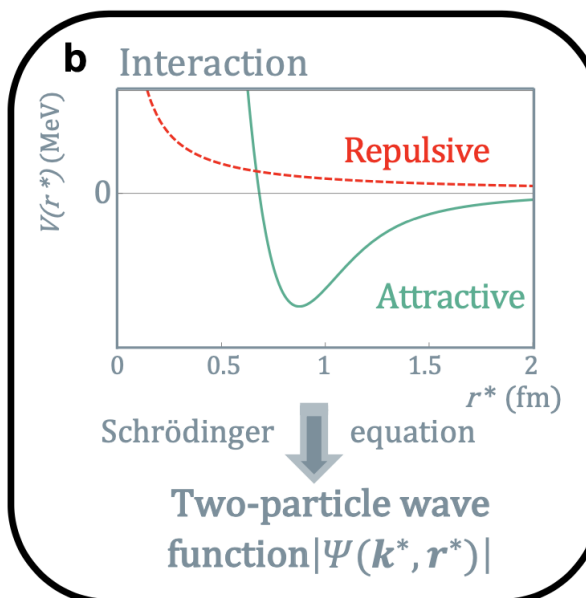 b Interaction
V(r*) (MeV)
0
Repulsive
Attractive
0 0.5 1 1.5 2
r* (fm)
Schrödinger equation
Two-particle wave
function|Ψ(k*, r*)|